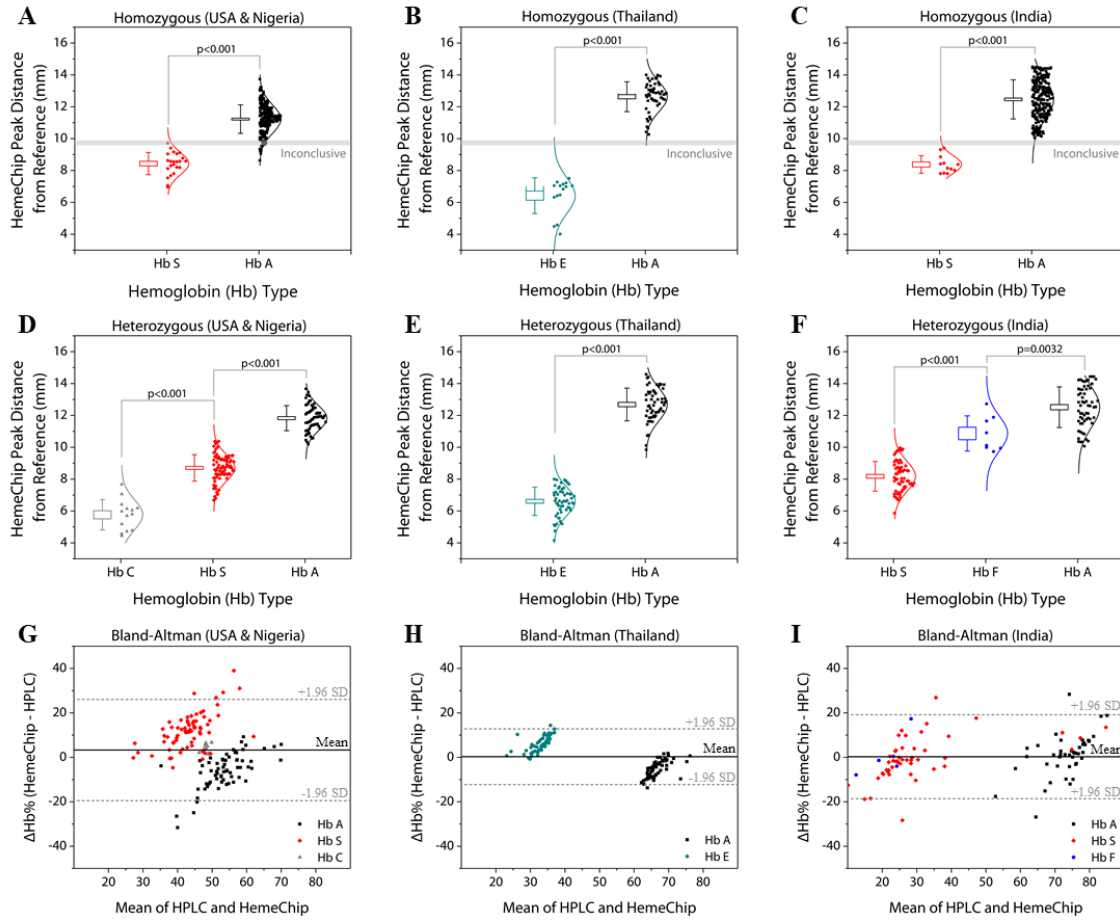 A
Homozygous (USA & Nigeria)
HemeChip Peak Distance
from Reference (mm)
16
14
12
10
8
6
4
p<0.001
Inconclusive
Hb S
Hb A
Hemoglobin (Hb) Type
B
Homozygous (Thailand)
HemeChip Peak Distance
from Reference (mm)
16
14
12
10
8
6
4
p<0.001
Inconclusive
Hb E
Hb A
Hemoglobin (Hb) Type
C
Homozygous (India)
HemeChip Peak Distance
from Reference (mm)
16
14
12
10
8
6
4
p<0.001
Inconclusive
Hb S
Hb A
Hemoglobin (Hb) Type
D
Heterozygous (USA & Nigeria)
HemeChip Peak Distance
from Reference (mm)
16
14
12
10
8
6
4
p<0.001
p<0.001
Hb C
Hb S
Hb A
Hemoglobin (Hb) Type
E
Heterozygous (Thailand)
HemeChip Peak Distance
from Reference (mm)
16
14
12
10
8
6
4
p<0.001
Hb E
Hb A
Hemoglobin (Hb) Type
F
Heterozygous (India)
HemeChip Peak Distance
from Reference (mm)
16
14
12
10
8
6
4
p<0.001
p=0.0032
Hb S
Hb F
Hb A
Hemoglobin (Hb) Type
G
Bland-Altman (USA & Nigeria)
ΔHb% (HemeChip - HPLC)
40
20
0
-20
-40
+1.96 SD
Mean
-1.96 SD
Hb A
Hb S
Hb C
20 30 40 50 60 70 80
Mean of HPLC and HemeChip
H
Bland-Altman (Thailand)
ΔHb% (HemeChip - HPLC)
40
20
0
-20
-40
+1.96 SD
Mean
-1.96 SD
Hb A
Hb E
20 30 40 50 60 70 80
Mean of HPLC and HemeChip
I
Bland-Altman (India)
ΔHb% (HemeChip - HPLC)
40
20
0
-20
-40
+1.96 SD
Mean
+1.96 SD
Hb A
Hb S
Hb F
20 30 40 50 60 70 80
Mean of HPLC and HemeChip